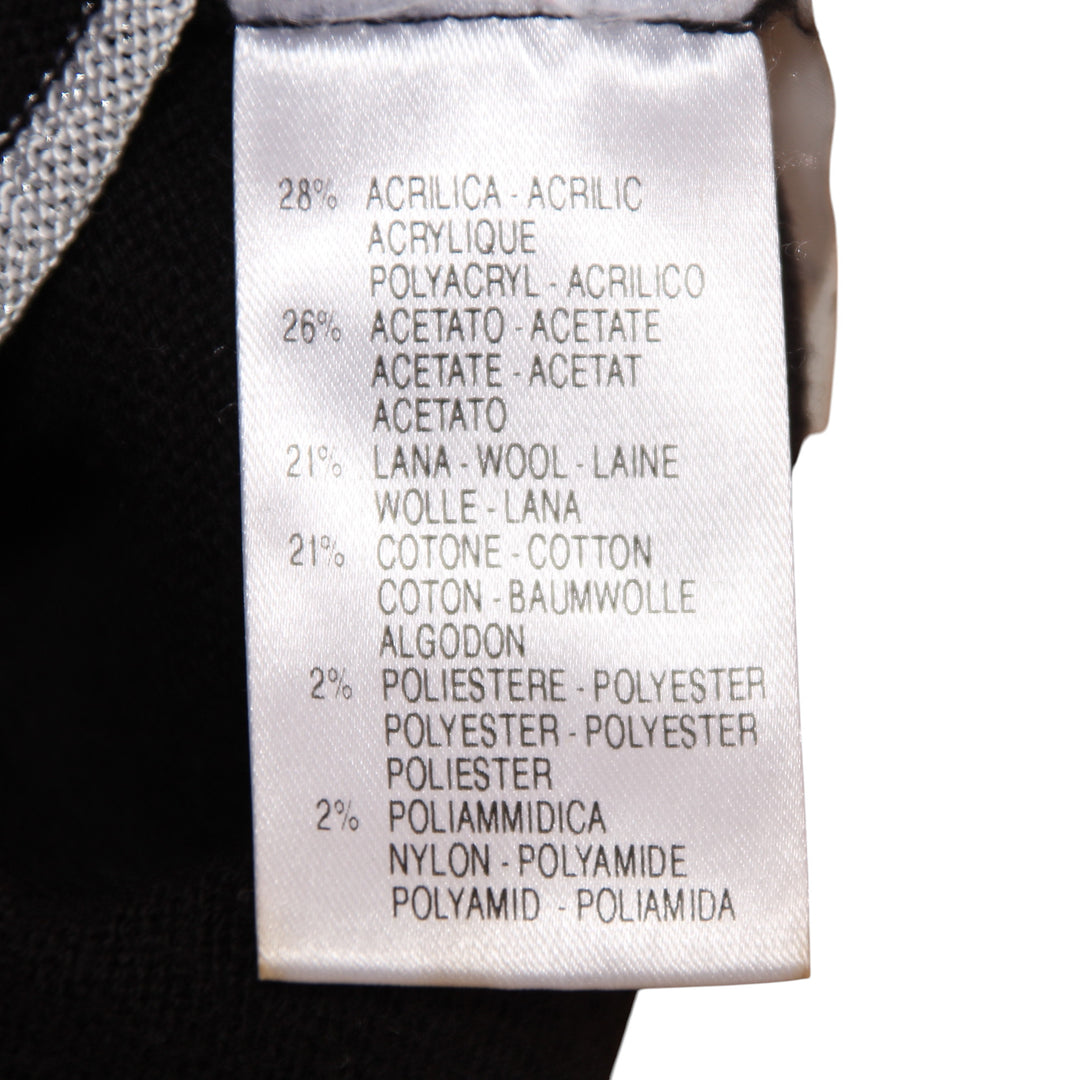 28% ACRILICA - ACRILIC
ACRYLIQUE
POLYACRYL - ACRILICO
26% ACETATO - ACETATE
ACETATE - ACETAT
ACETATO
21% LANA - WOOL - LAINE
WOLLE - LANA
21% COTONE - COTTON
COTON - BAUMWOLLE
ALGODON
2% POLIESTERE - POLYESTER
POLYESTER - POLYESTER
POLIESTER
2% POLIAMMIDICA
NYLON - POLYAMIDE
POLYAMID - POLIAMIDA